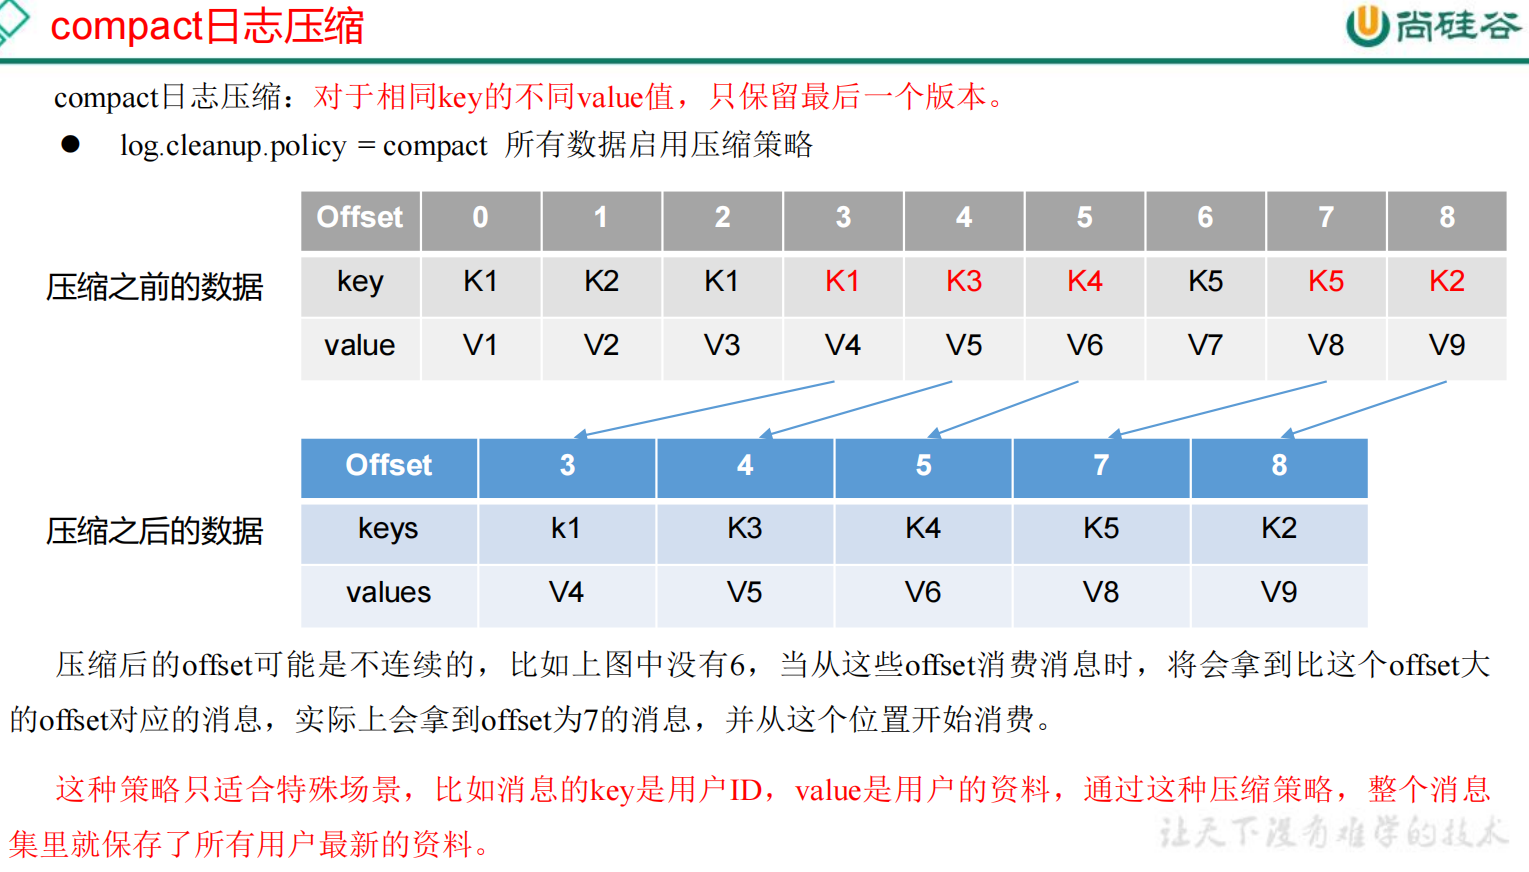 compact日志压缩
尚硅谷
compact日志压缩：对于相同key的不同value值，只保留最后一个版本。
● log.cleanup.policy = compact 所有数据启用压缩策略
Offset 0 1 2 3 4 5 6 7 8
压缩之前的数据 key K1 K2 K1 K1 K3 K4 K5 K5 K2
value V1 V2 V3 V4 V5 V6 V7 V8 V9
Offset 3 4 5 7 8
压缩之后的数据 keys k1 K3 K4 K5 K2
values V4 V5 V6 V8 V9
压缩后的offset可能是不连续的，比如上图中没有6，当从这些offset消费消息时，将会拿到比这个offset大
的offset对应的消息，实际上会拿到offset为7的消息，并从这个位置开始消费。
这种策略只适合特殊场景，比如消息的key是用户ID，value是用户的资料，通过这种压缩策略，整个消息
集里就保存了所有用户最新的资料。
让天下没有难学的技术